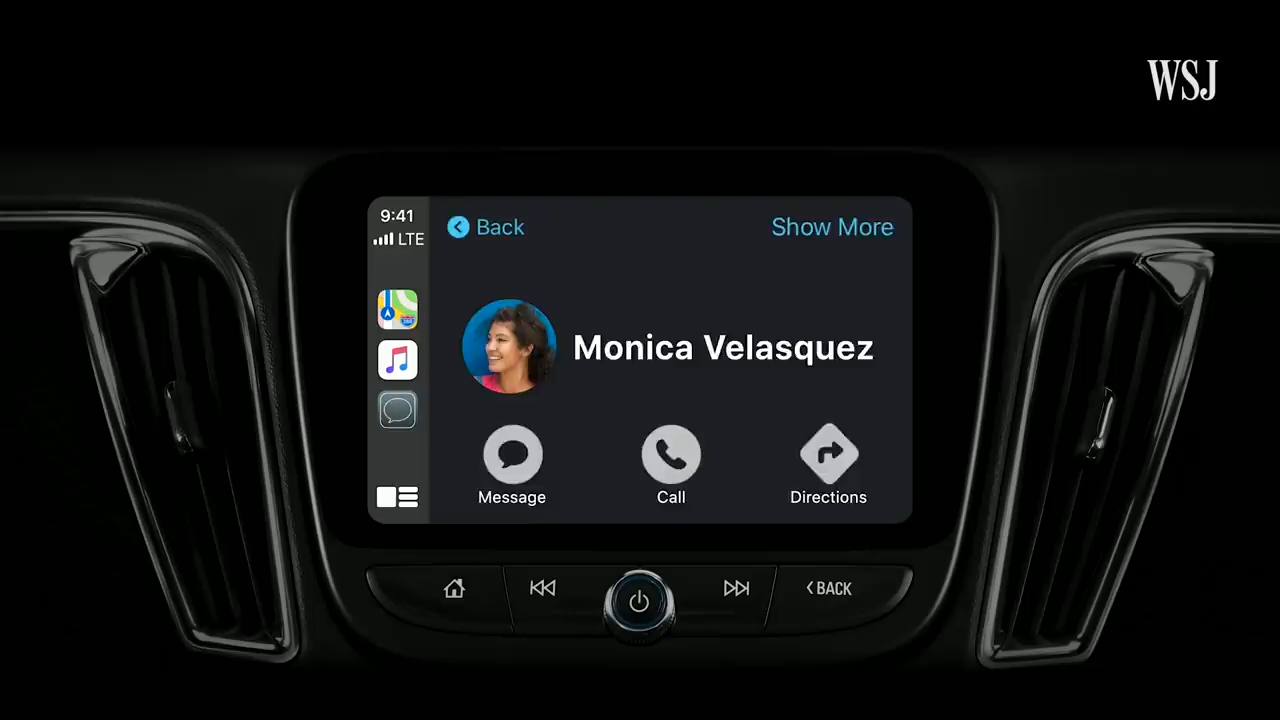 WSJ
9:41
LTE
Back
Show More
Monica Velasquez
Message
Call
Directions
BACK